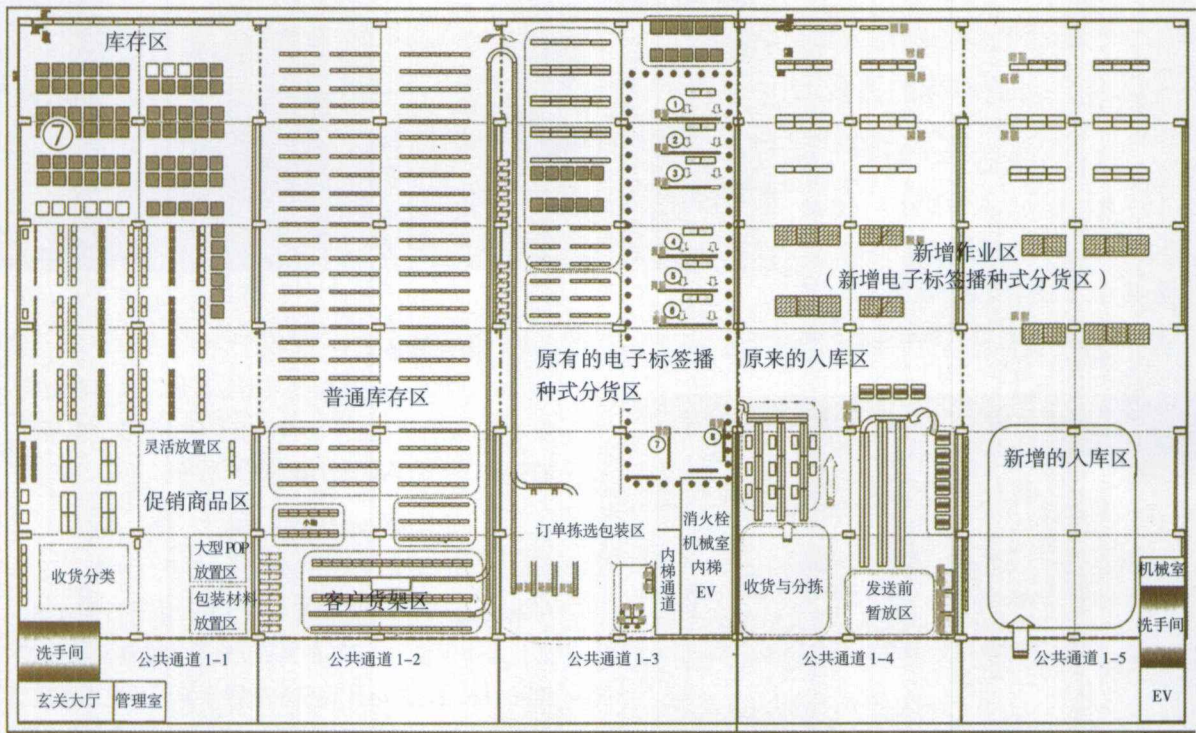 库存区
⑦
①
②
③
④
⑤
⑥
新增作业区
（新增电子标签播种式分货区）
原有的电子标签播
种式分货区
原来的入库区
普通库存区
⑦
⑧
灵活放置区
促销商品区
新增的入库区
订单拣选包装区
消火栓
机械室
内梯
EV
内梯通道
大型POP
放置区
收货分类
包装材料
放置区
客户货架区
收货与分拣
发送前
暂放区
机械室
洗手间
EV
洗手间
公共通道 1-1
公共通道 1-2
公共通道 1-3
公共通道 1-4
公共通道 1-5
玄关大厅
管理室